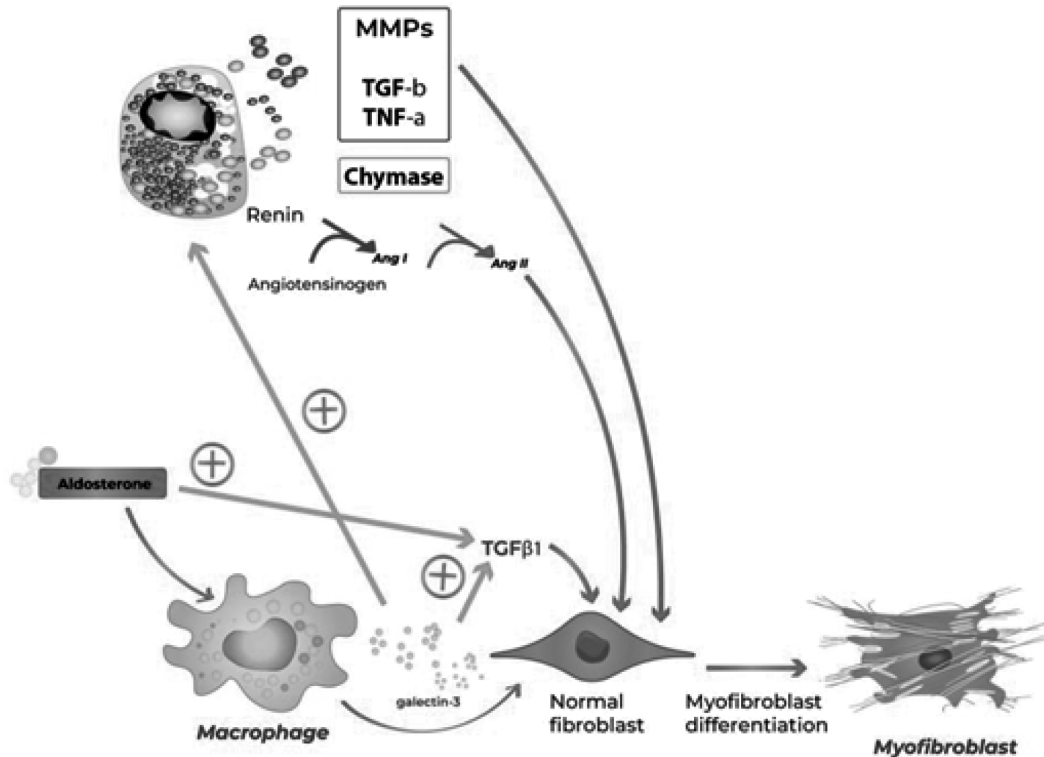 MMPs
TGF-b
TNF-a
Chymase
Renin
Ang I
Ang II
Angiotensinogen
Aldosterone
TGFβ1
galectin-3
Macrophage
Normal
fibroblast
Myofibroblast
differentiation
Myofibroblast